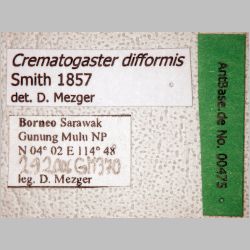 Crematogaster difformis
Smith 1857
det. D. Mezger
Borneo Sarawak
Gunung Mulu NP
N 04° 02 E 114° 48
leg. D. Mezger
AntBase.de No. 00475